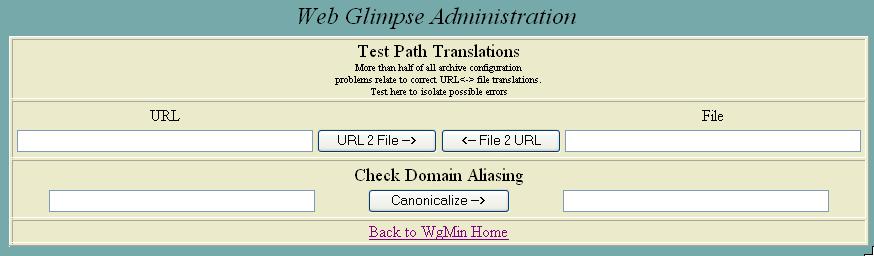 Web Glimpse Administration
Test Path Translations
More than half of all archive configuration
problems relate to correct URL<-> file translations.
Test here to isolate possible errors
URL File
URL 2 File --> <-- File 2 URL
Check Domain Aliasing
Canonicalize -->
Back to WgMin Home